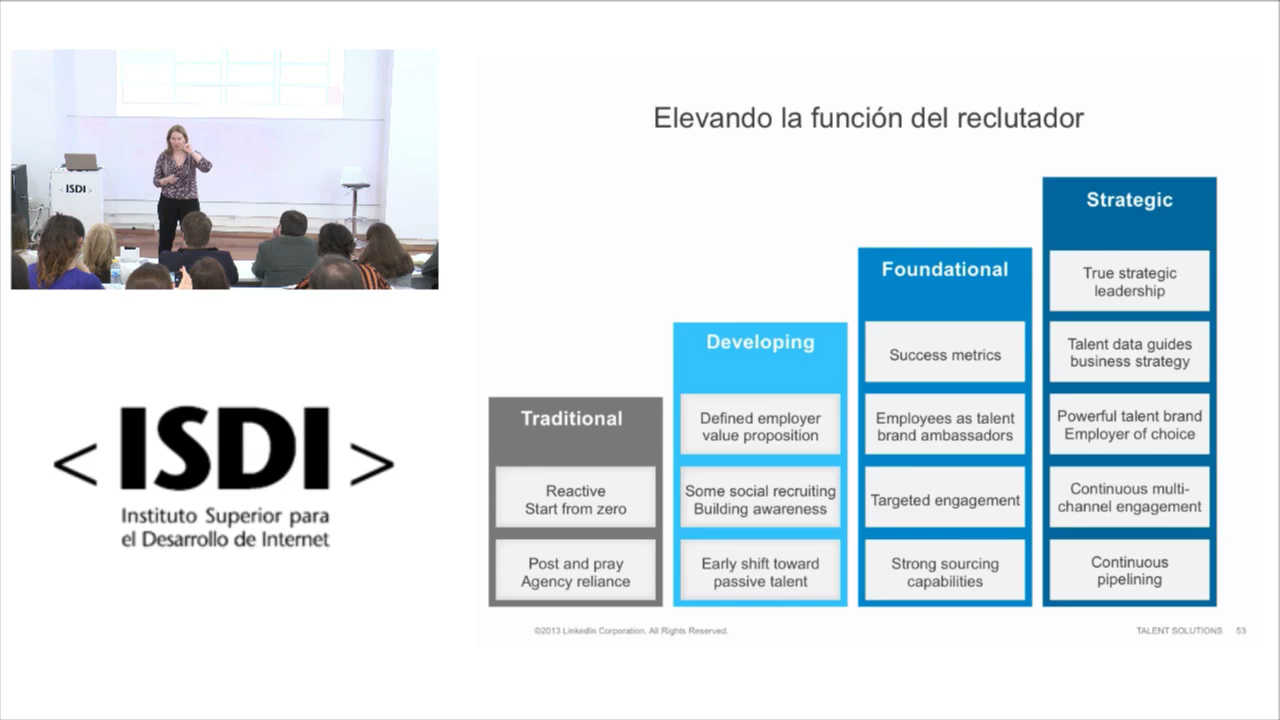 ISDI
< ISDI >
Instituto Superior para
el Desarrollo de Internet
Elevando la función del reclutador
Traditional
Reactive
Start from zero
Post and pray
Agency reliance
Developing
Defined employer
value proposition
Some social recruiting
Building awareness
Early shift toward
passive talent
Foundational
Success metrics
Employees as talent
brand ambassadors
Targeted engagement
Strong sourcing
capabilities
Strategic
True strategic
leadership
Talent data guides
business strategy
Powerful talent brand
Employer of choice
Continuous multi-
channel engagement
Continuous
pipelining
©2013 LinkedIn Corporation. All Rights Reserved.
TALENT SOLUTIONS 53